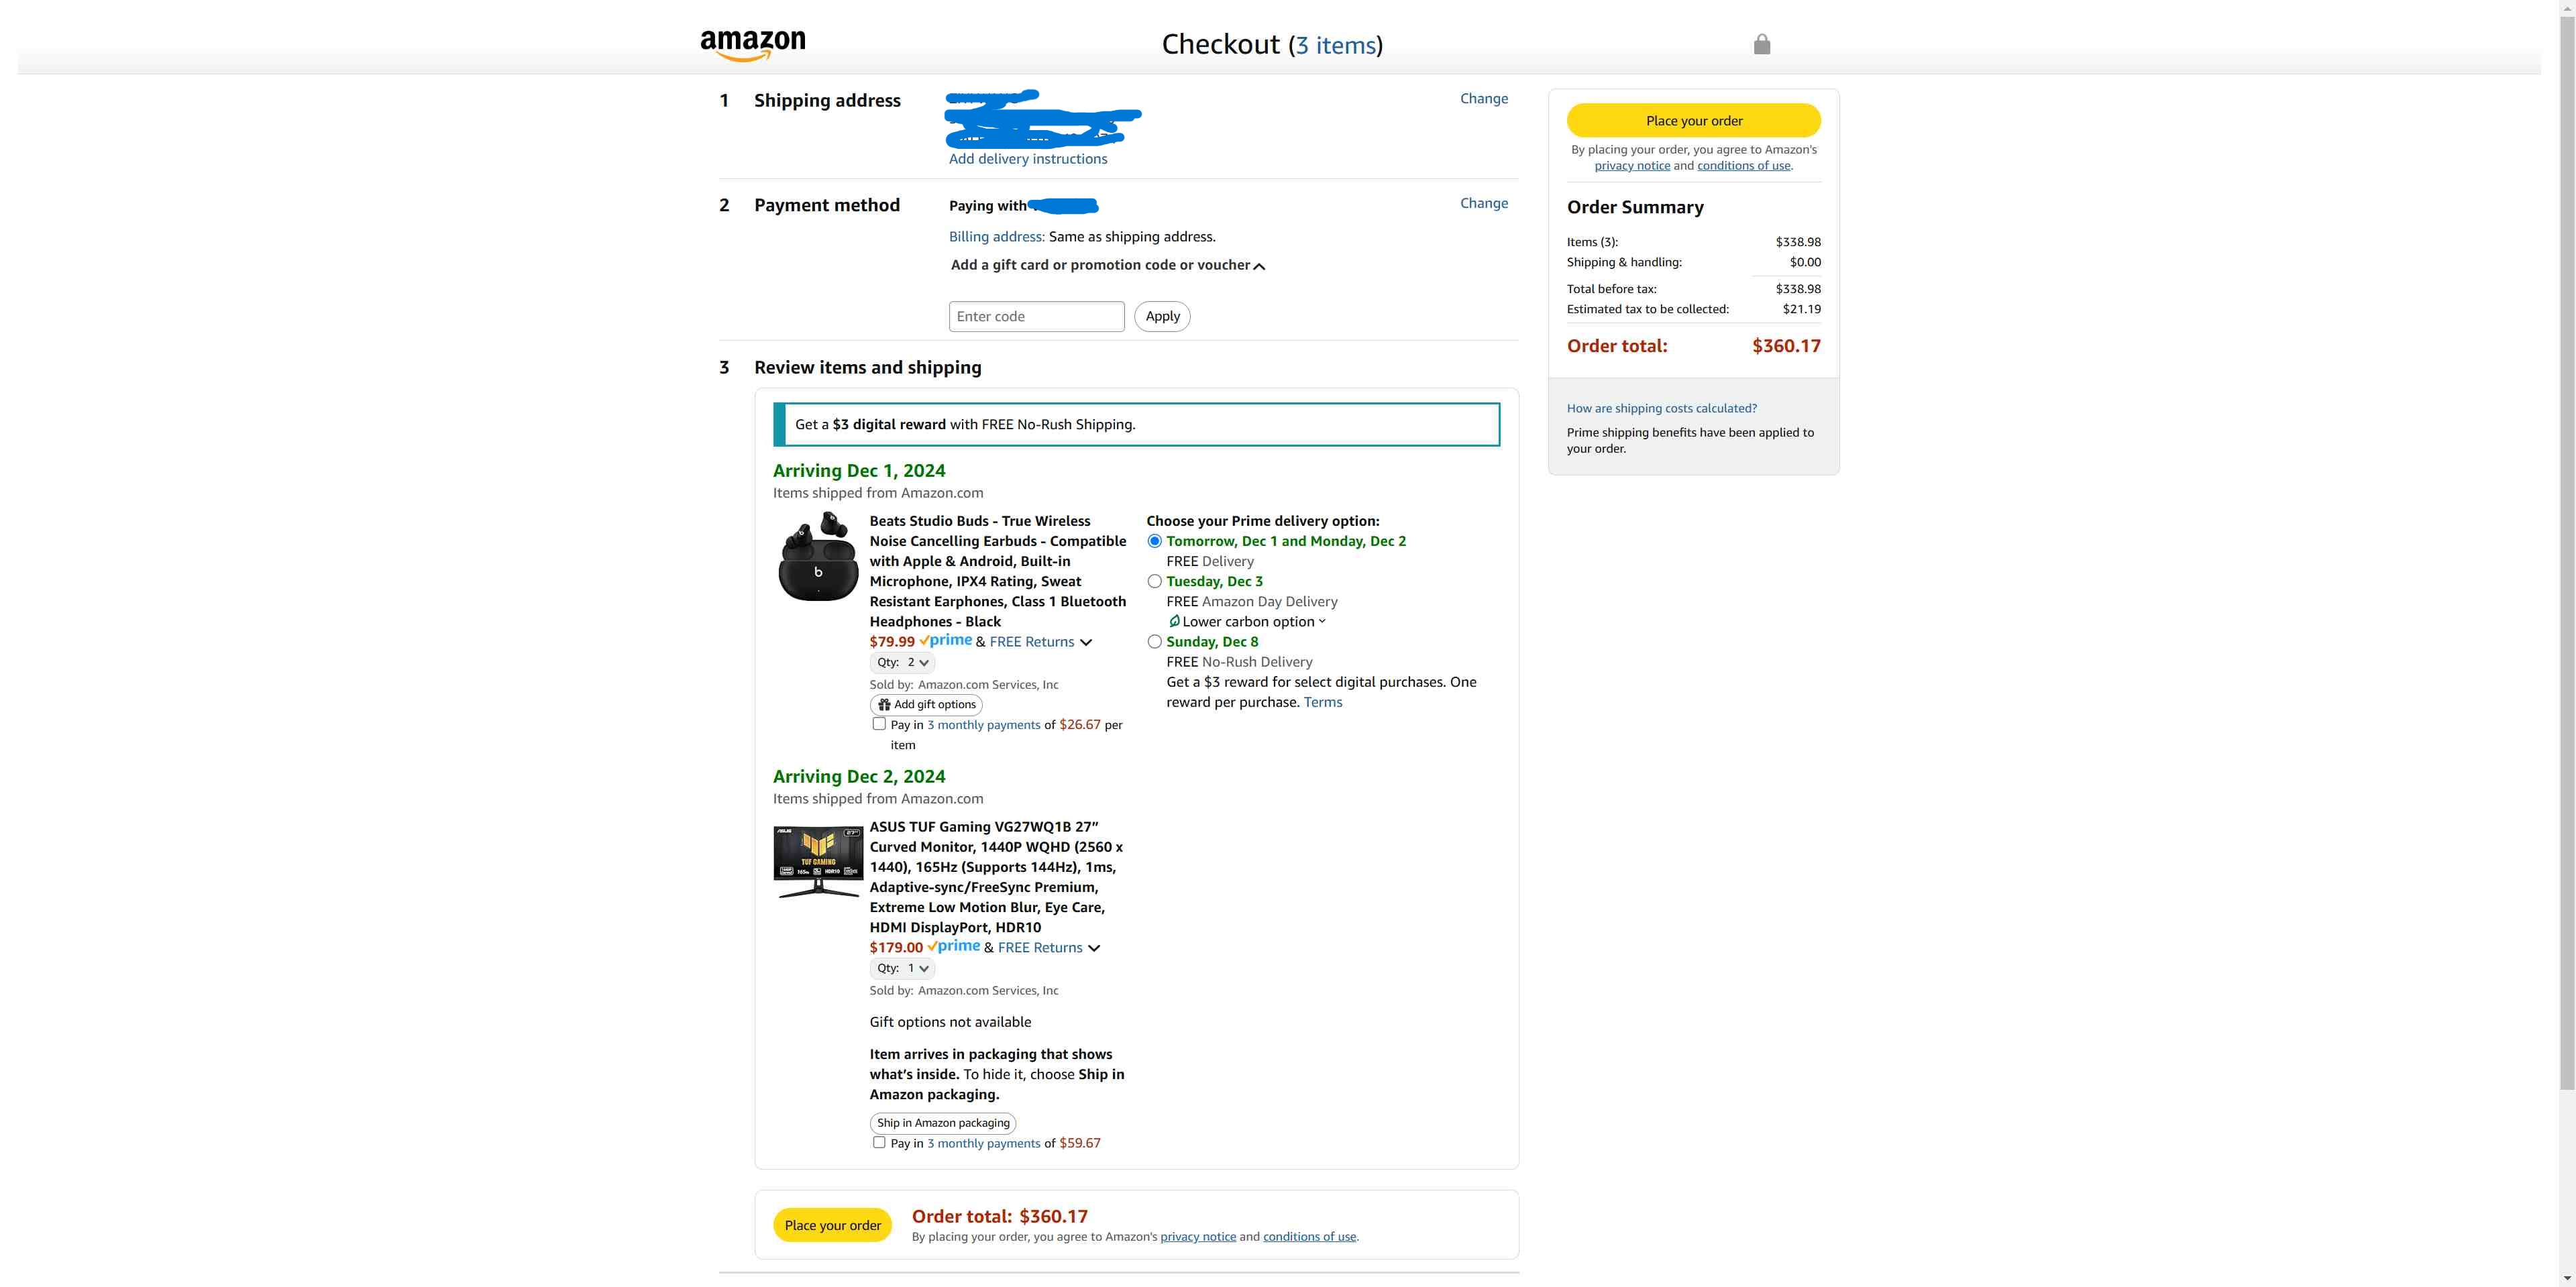 amazon
Checkout (3 items)
1 Shipping address
Change
Add delivery instructions
2 Payment method
Paying with
Change
Billing address: Same as shipping address.
Add a gift card or promotion code or voucher
Enter code
Apply
3 Review items and shipping
Get a $3 digital reward with FREE No-Rush Shipping.
Arriving Dec 1, 2024
Items shipped from Amazon.com
b
Beats Studio Buds - True Wireless
Noise Cancelling Earbuds - Compatible
with Apple & Android, Built-in
Microphone, IPX4 Rating, Sweat
Resistant Earphones, Class 1 Bluetooth
Headphones - Black
$79.99 prime & FREE Returns
Qty: 2
Sold by: Amazon.com Services, Inc
Add gift options
Pay in 3 monthly payments of $26.67 per
item
Choose your Prime delivery option:
Tomorrow, Dec 1 and Monday, Dec 2
FREE Delivery
Tuesday, Dec 3
FREE Amazon Day Delivery
Lower carbon option
Sunday, Dec 8
FREE No-Rush Delivery
Get a $3 reward for select digital purchases. One
reward per purchase. Terms
Arriving Dec 2, 2024
Items shipped from Amazon.com
TUF GAMING
HDR10
ASUS TUF Gaming VG27WQ1B 27”
Curved Monitor, 1440P WQHD (2560 x
1440), 165Hz (Supports 144Hz), 1ms,
Adaptive-sync/FreeSync Premium,
Extreme Low Motion Blur, Eye Care,
HDMI DisplayPort, HDR10
$179.00 prime & FREE Returns
Qty: 1
Sold by: Amazon.com Services, Inc
Gift options not available
Item arrives in packaging that shows
what’s inside. To hide it, choose Ship in
Amazon packaging.
Ship in Amazon packaging
Pay in 3 monthly payments of $59.67
Place your order
Order total: $360.17
By placing your order, you agree to Amazon's privacy notice and conditions of use.
Place your order
By placing your order, you agree to Amazon's
privacy notice and conditions of use.
Order Summary
Items (3): $338.98
Shipping & handling: $0.00
Total before tax: $338.98
Estimated tax to be collected: $21.19
Order total: $360.17
How are shipping costs calculated?
Prime shipping benefits have been applied to
your order.